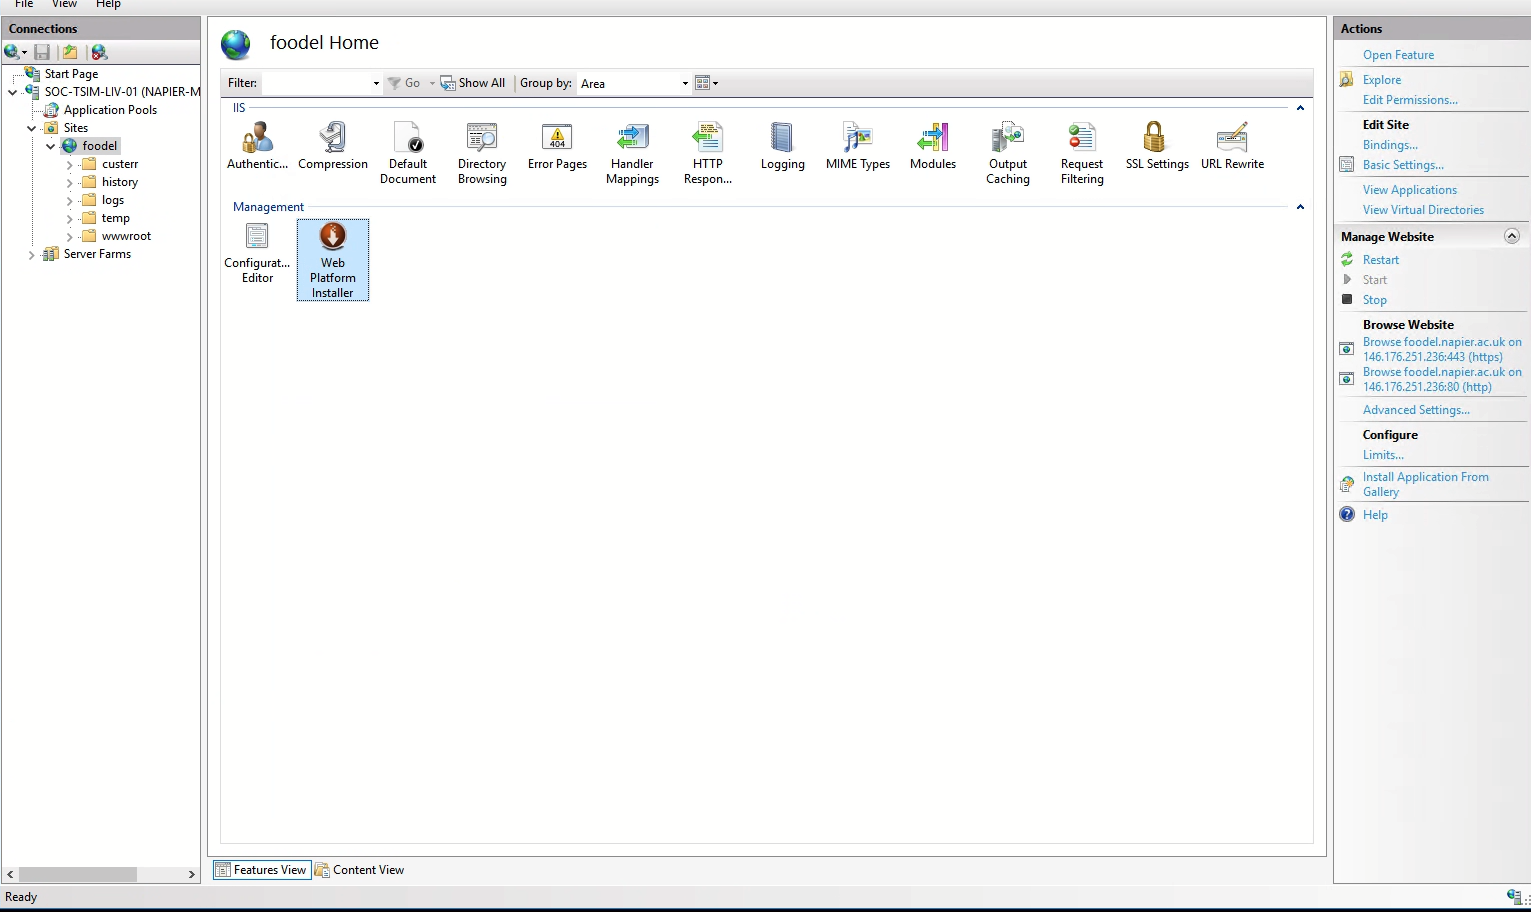 File View Help
Connections
Start Page
SOC-TSIM-LIV-01 (NAPIER-M
Application Pools
Sites
foodel
custerr
history
logs
temp
wwwroot
Server Farms
foodel Home
Filter: Go Show All Group by: Area
IIS
Authentic...
Compression
Default
Document
Directory
Browsing
Error Pages
404
Handler
Mappings
HTTP
Respon...
Logging
MIME Types
Modules
Output
Caching
Request
Filtering
SSL Settings
URL Rewrite
Management
Configurat...
Editor
Web
Platform
Installer
Features View Content View
Actions
Open Feature
Explore
Edit Permissions...
Edit Site
Bindings...
Basic Settings...
View Applications
View Virtual Directories
Manage Website
Restart
Start
Stop
Browse Website
Browse foodel.napier.ac.uk on
146.176.251.236:443 (https)
Browse foodel.napier.ac.uk on
146.176.251.236:80 (http)
Advanced Settings...
Configure
Limits...
Install Application From
Gallery
Help
Ready